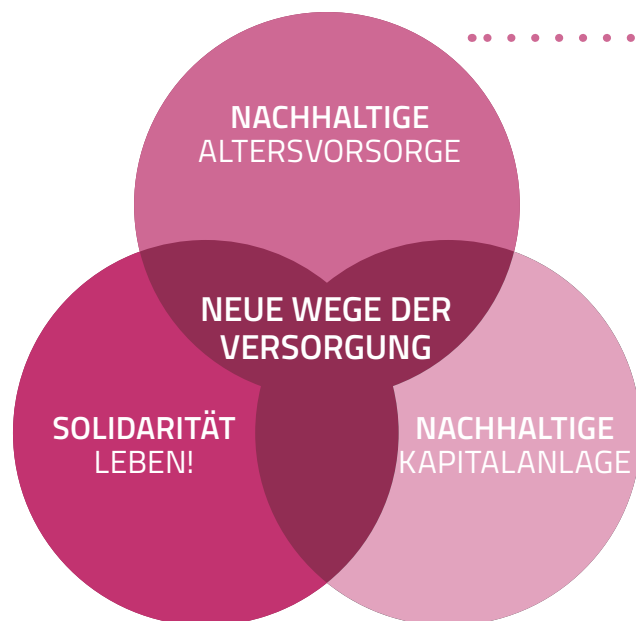 NACHHALTIGE
ALTERSVORSORGE
NEUE WEGE DER
VERSORGUNG
SOLIDARITÄT
LEBEN!
NACHHALTIGE
KAPITALANLAGE